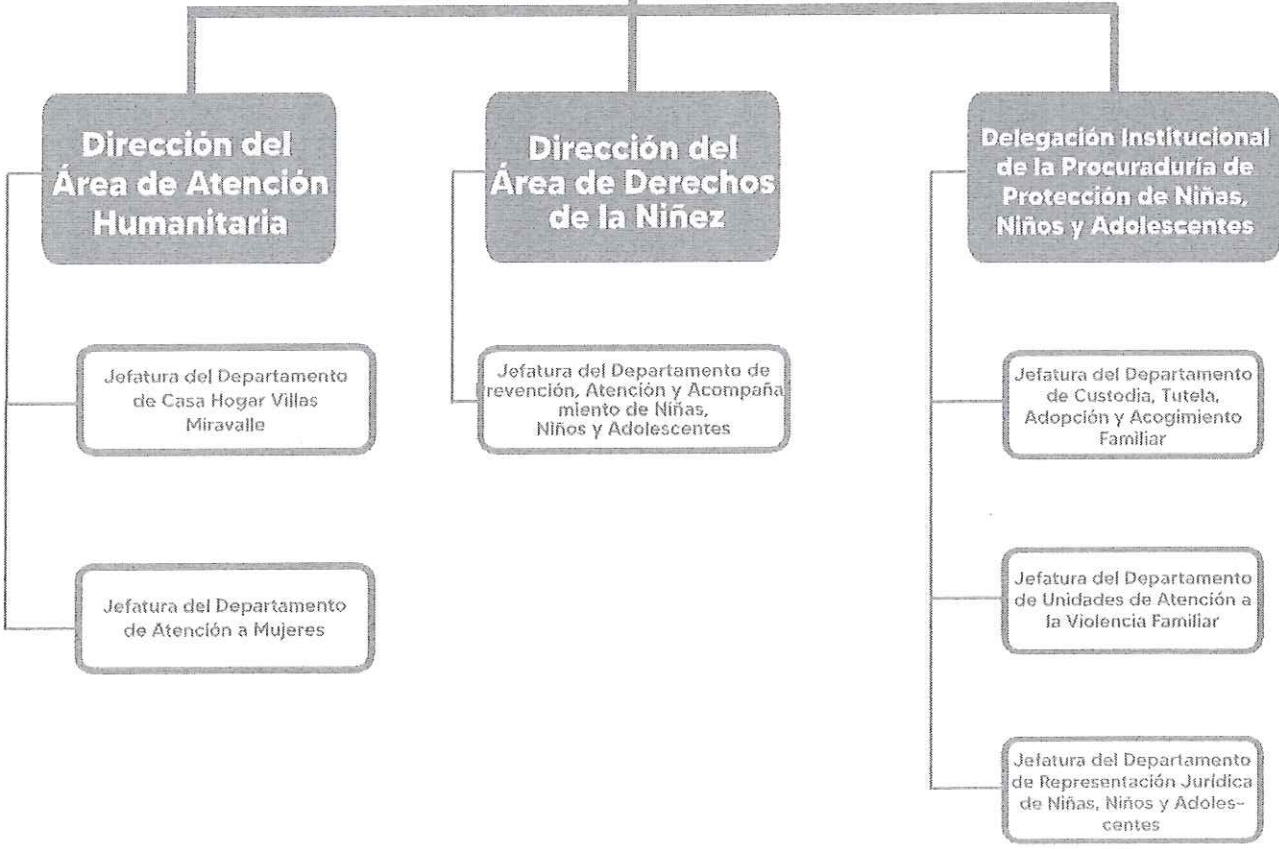 Dirección del
Área de Atención
Humanitaria
Jefatura del Departamento
de Casa Hogar Villas
Miravalle
Jefatura del Departamento
de Atención a Mujeres
Dirección del
Área de Derechos
de la Niñez
Jefatura del Departamento de
revención, Atención y Acompaña
miento de Niñas,
Niños y Adolescentes
Delegación Institucional
de la Procuraduría de
Protección de Niñas,
Niños y Adolescentes
Jefatura del Departamento
de Custodia, Tutela,
Adopción y Acogimiento
Familiar
Jefatura del Departamento
de Unidades de Atención a
la Violencia Familiar
Jefatura del Departamento
de Representación Jurídica
de Niñas, Niños y Adoles-
centes